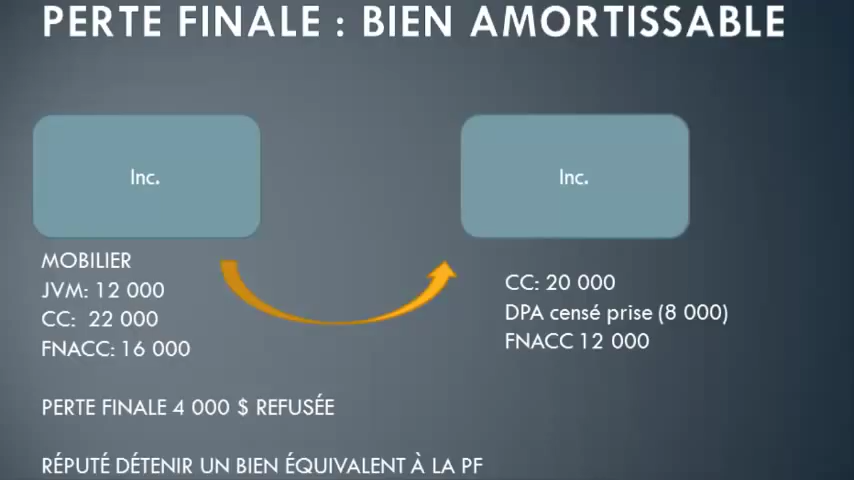 PERTE FINALE : BIEN AMORTISSABLE
Inc.
Inc.
MOBILIER
JVM: 12 000
CC: 22 000
FNACC: 16 000
CC: 20 000
DPA censé prise (8 000)
FNACC 12 000
PERTE FINALE 4 000 $ REFUSÉE
RÉPUTÉ DÉTENIR UN BIEN ÉQUIVALENT À LA PF